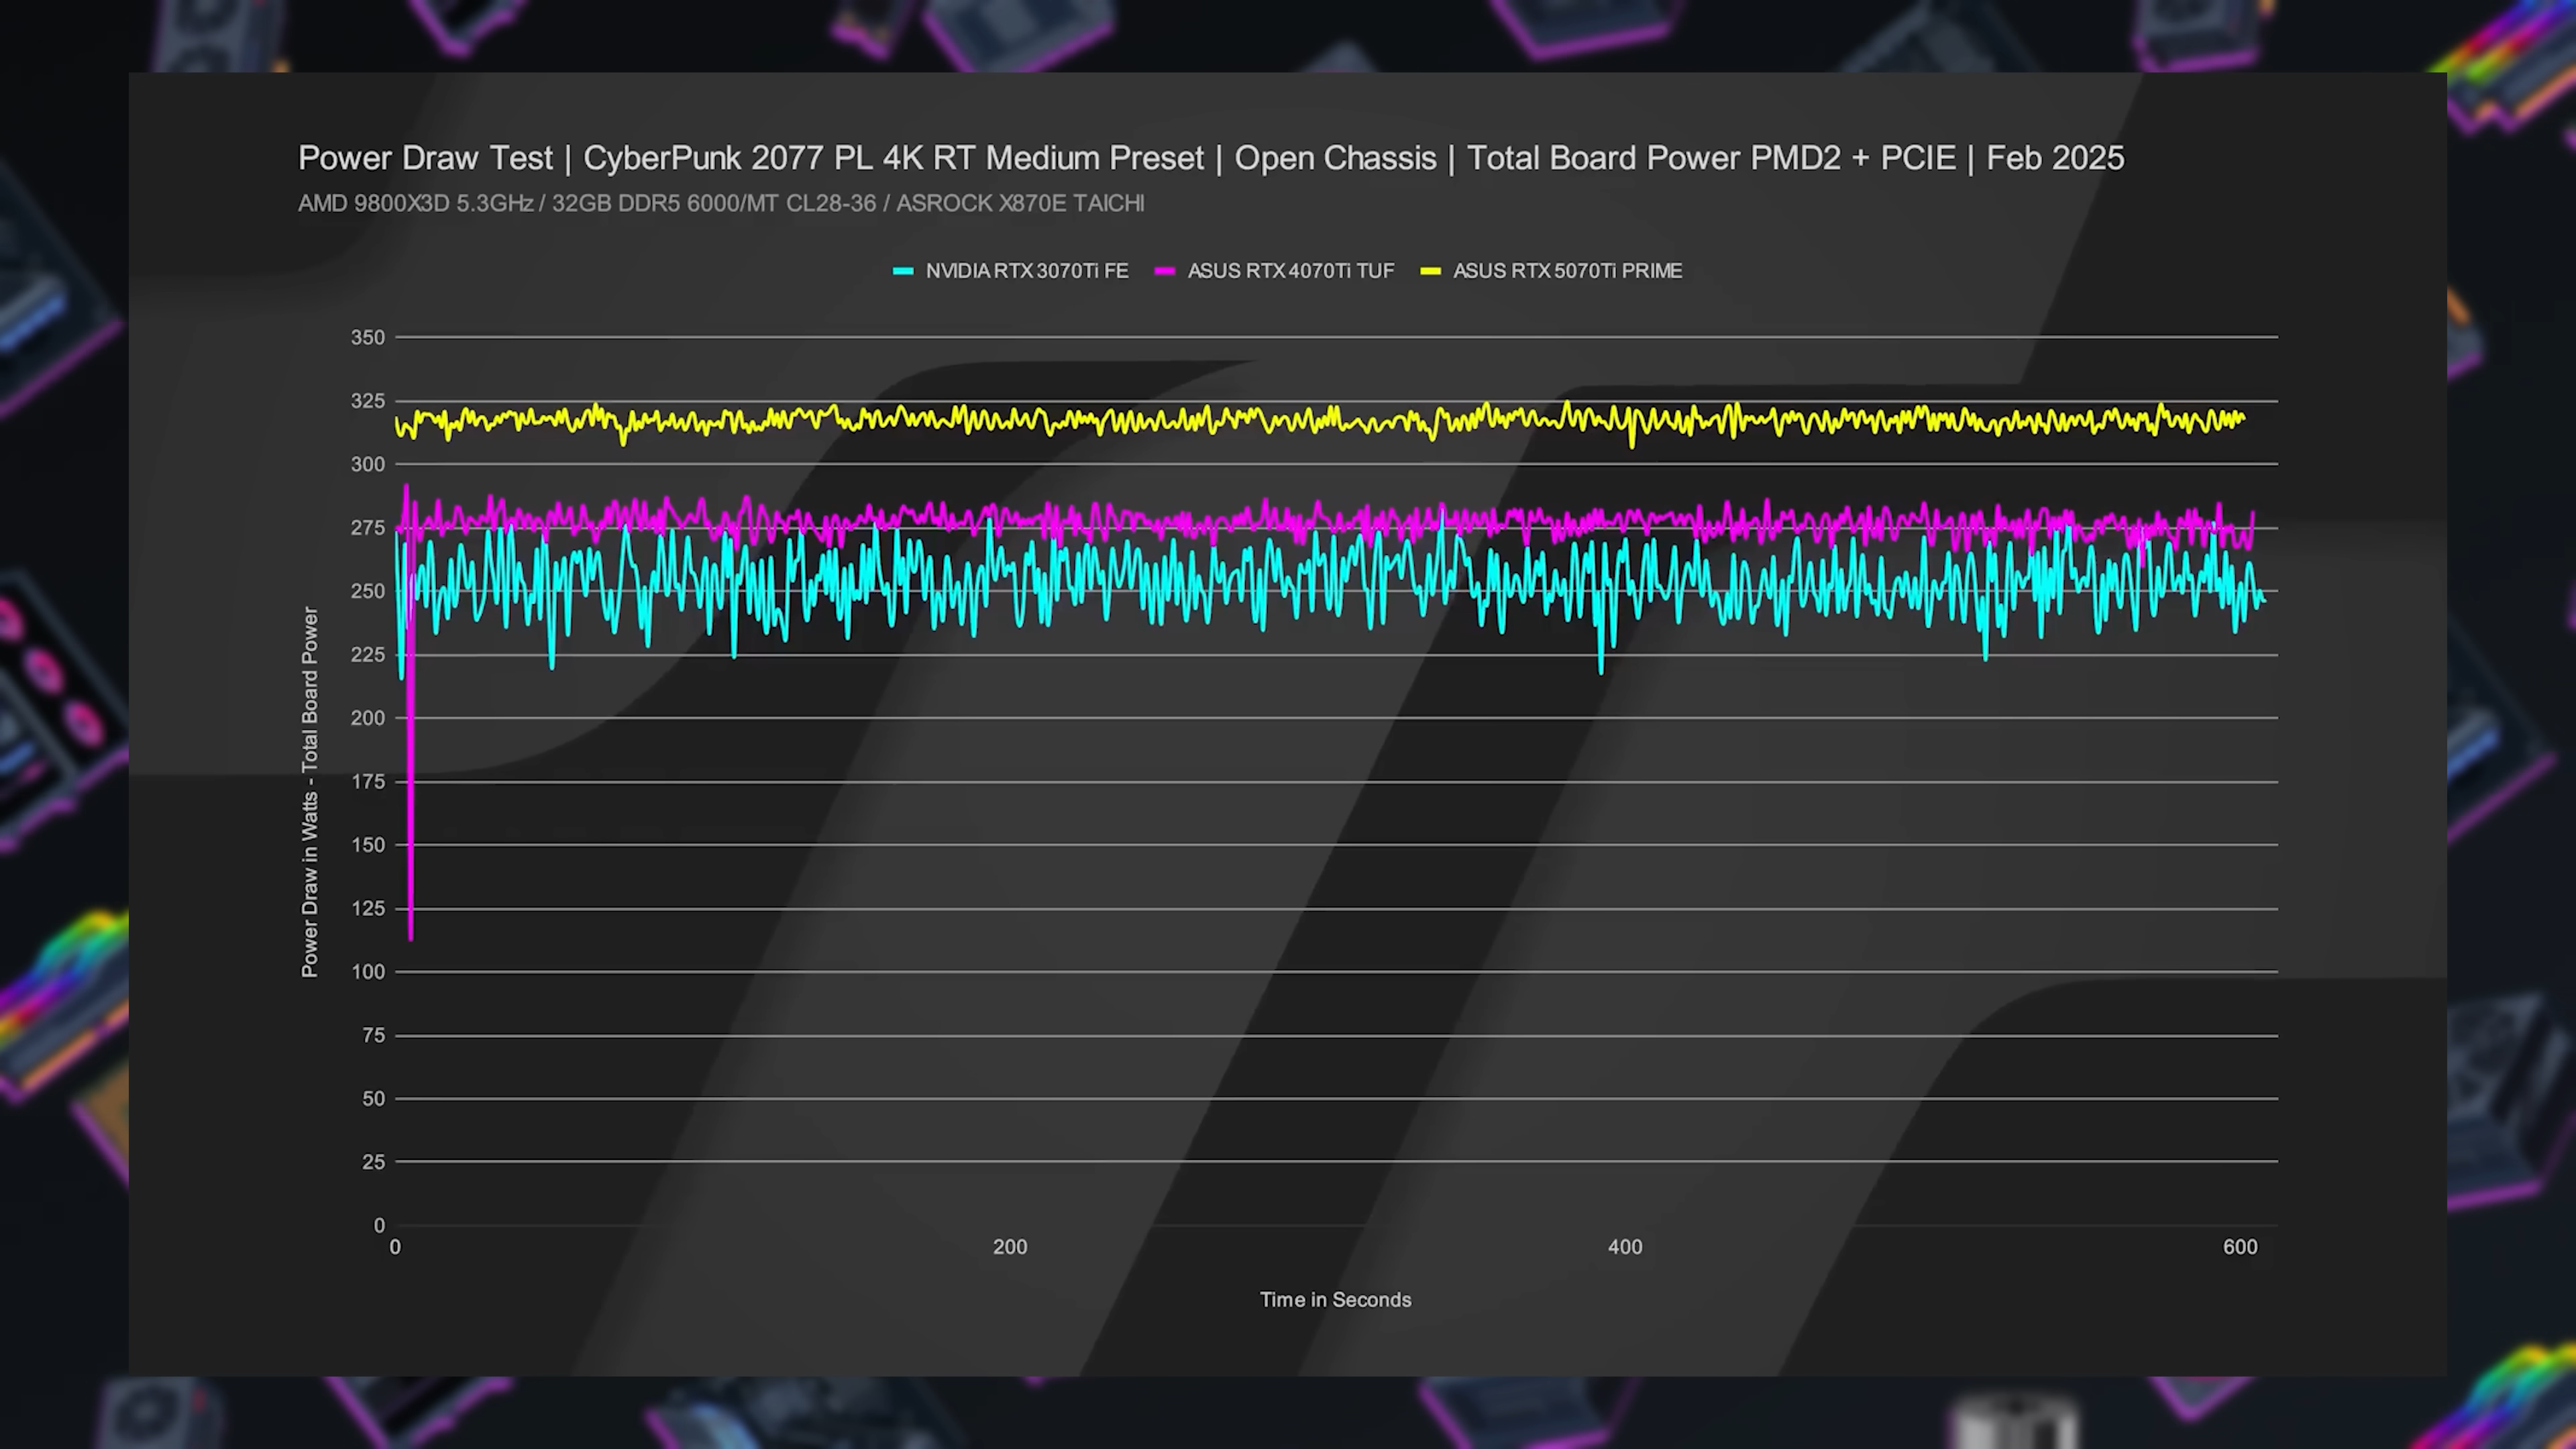 Power Draw Test | CyberPunk 2077 PL 4K RT Medium Preset | Open Chassis | Total Board Power PMD2 + PCIE | Feb 2025
AMD 9800X3D 5.3GHz / 32GB DDR5 6000/MT CL28-36 / ASROCK X870E TAICHI
NVIDIA RTX 3070Ti FE
ASUS RTX 4070Ti TUF
ASUS RTX 5070Ti PRIME
Power Draw in Watts - Total Board Power
350
325
300
275
250
225
200
175
150
125
100
75
50
25
0
0 200 400 600
Time in Seconds